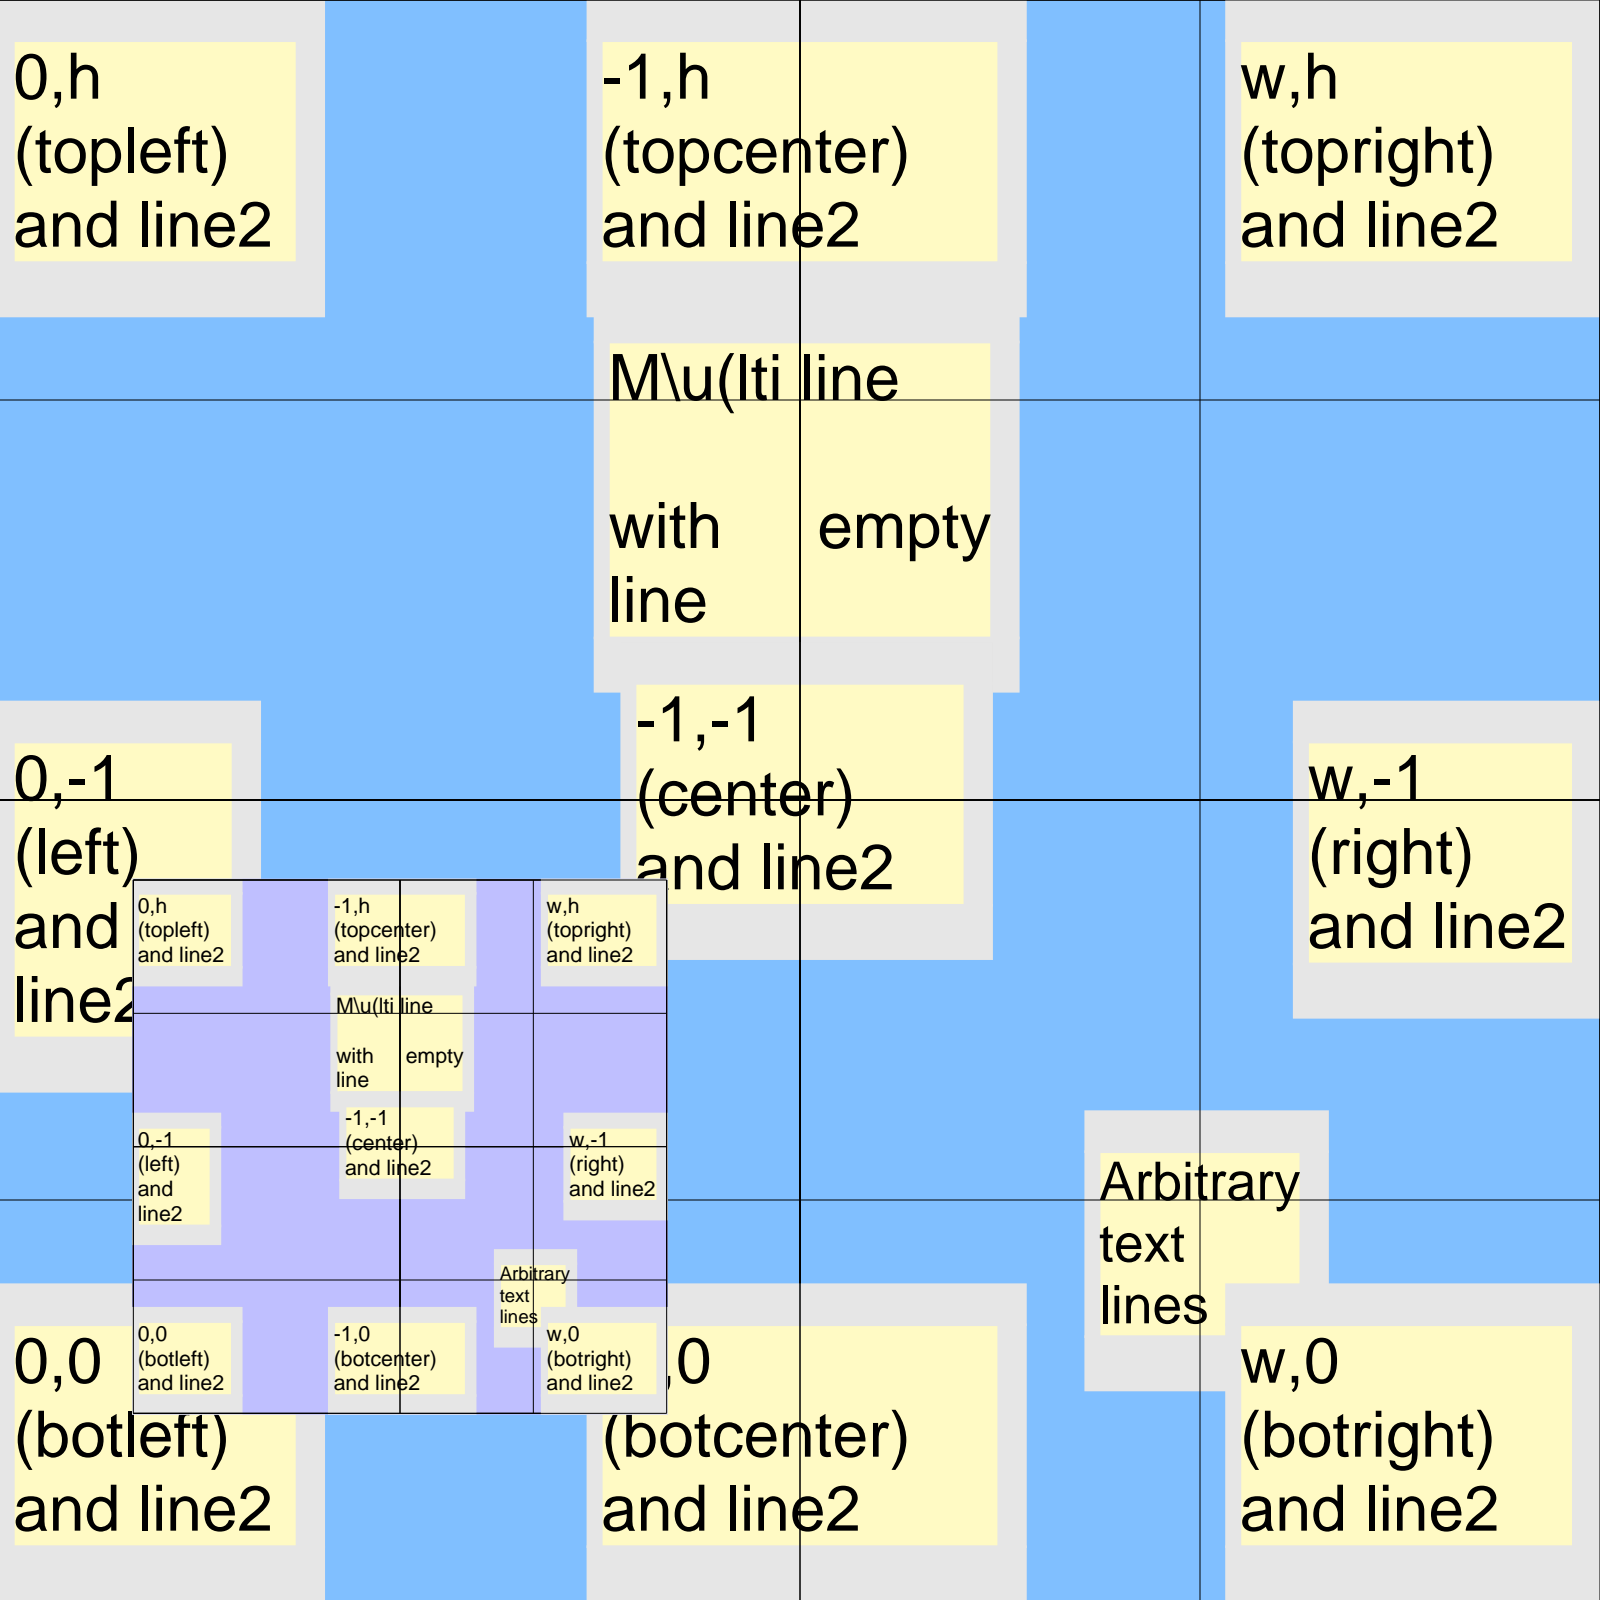 0,h
(topleft)
and line2
-1,h
(topcenter)
and line2
w,h
(topright)
and line2
M\u(lti line
with empty
line
-1,-1
(center)
and line2
0,-1
(left)
and
line2
w,-1
(right)
and line2
0,h
(topleft)
and line2
-1,h
(topcenter)
and line2
w,h
(topright)
and line2
M\u(lti line
with empty
line
-1,-1
(center)
and line2
0,-1
(left)
and
line2
w,-1
(right)
and line2
Arbitrary
text
lines
0,0
(botleft)
and line2
-1,0
(botcenter)
and line2
w,0
(botright)
and line2
Arbitrary
text
lines
0,0
(botleft)
and line2
,0
(botcenter)
and line2
w,0
(botright)
and line2